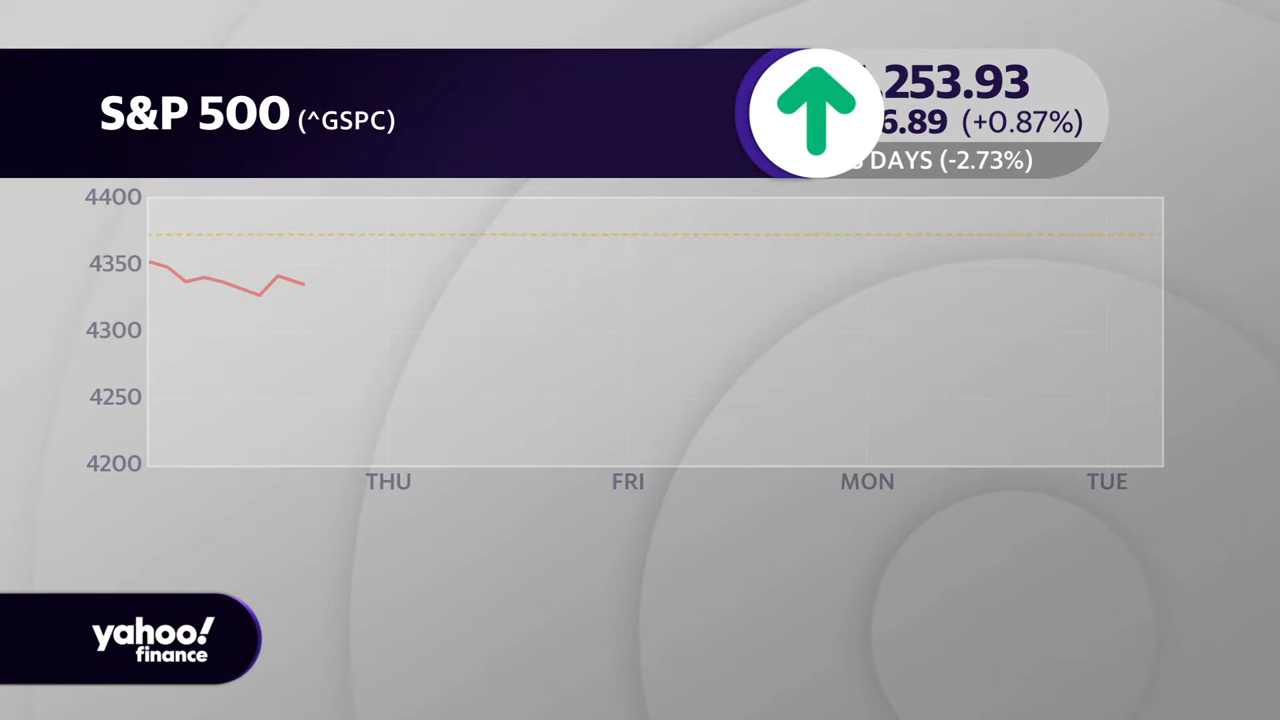 S&P 500 (^GSPC)
.253.93
6.89 (+0.87%)
DAYS (-2.73%)
4400
4350
4300
4250
4200
THU FRI MON TUE
yahoo!
finance